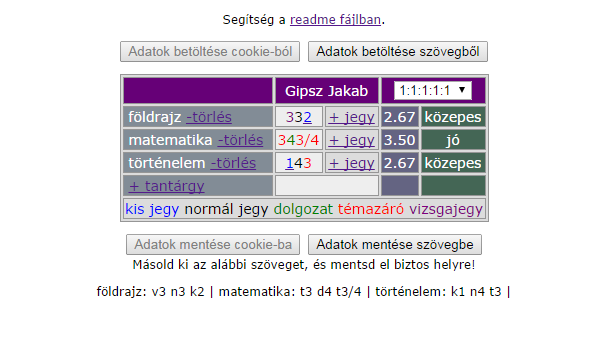 Segítség a readme fájlban.
Adatok betöltése cookie-ból Adatok betöltése szövegből
Gipsz Jakab 1:1:1:1:1
földrajz -törlés 332 + jegy 2.67 közepes
matematika -törlés 343/4 + jegy 3.50 jó
történelem -törlés 143 + jegy 2.67 közepes
+ tantárgy
kis jegy normál jegy dolgozat témazáró vizsgajegy
Adatok mentése cookie-ba Adatok mentése szövegbe
Másold ki az alábbi szöveget, és mentsd el biztos helyre!
földrajz: v3 n3 k2 | matematika: t3 d4 t3/4 | történelem: k1 n4 t3 |